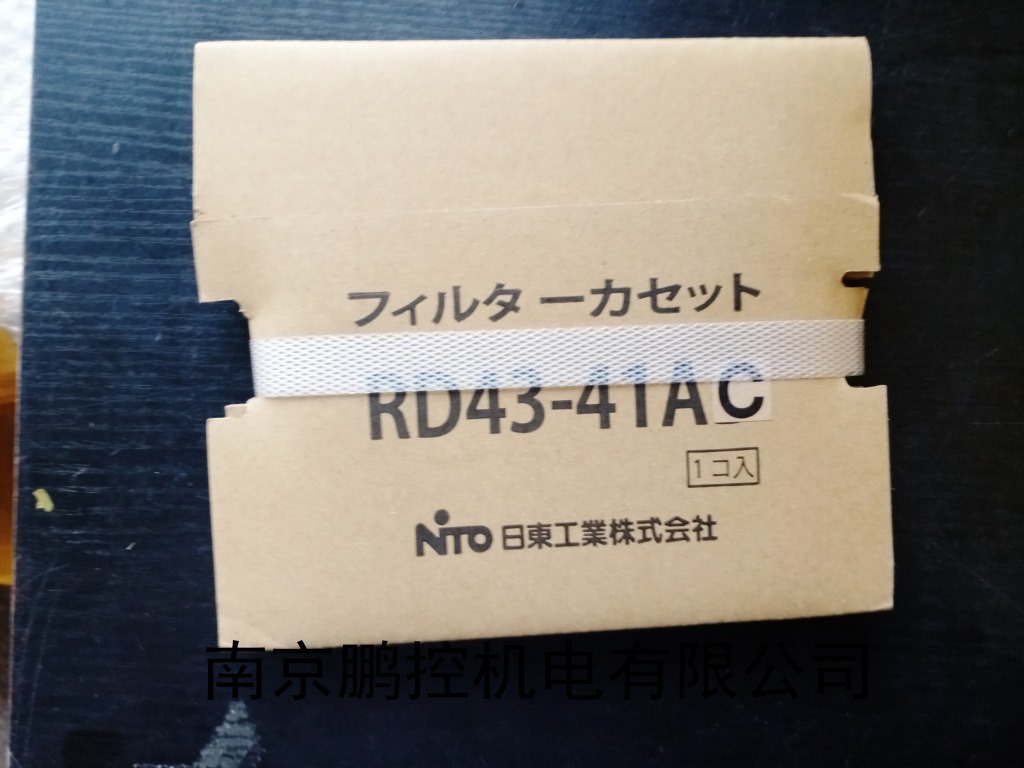 フィルターカセット
RD43-41AC
1コ入
NITO 日東工業株式会社
南京鹏控机电有限公司